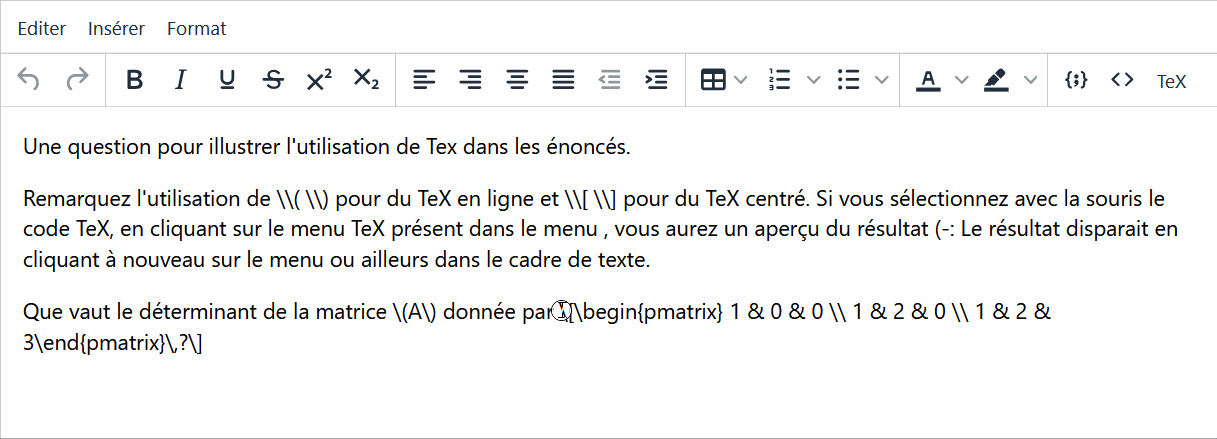 Editer Insérer Format
B I U S X² X₂ A {;} <> TeX
Une question pour illustrer l'utilisation de Tex dans les énoncés.
Remarquez l'utilisation de \\( \\) pour du TeX en ligne et \\[ \\] pour du TeX centré. Si vous sélectionnez avec la souris le
code TeX, en cliquant sur le menu TeX présent dans le menu , vous aurez un aperçu du résultat (-: Le résultat disparait en
cliquant à nouveau sur le menu ou ailleurs dans le cadre de texte.
Que vaut le déterminant de la matrice \(A\) donnée par \[\begin{pmatrix} 1 & 0 & 0 \\ 1 & 2 & 0 \\ 1 & 2 &
3\end{pmatrix}\,?\]